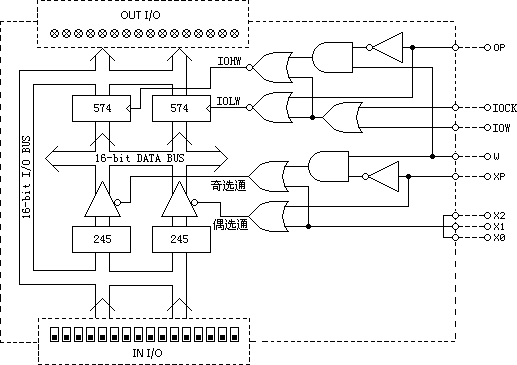 OUT I/O
OP
IOHW
574
574
IOLW
IOCK
IOW
16-bit DATA BUS
W
16-bit I/O BUS
奇选通
XP
偶选通
X2
X1
X0
245
245
IN I/O